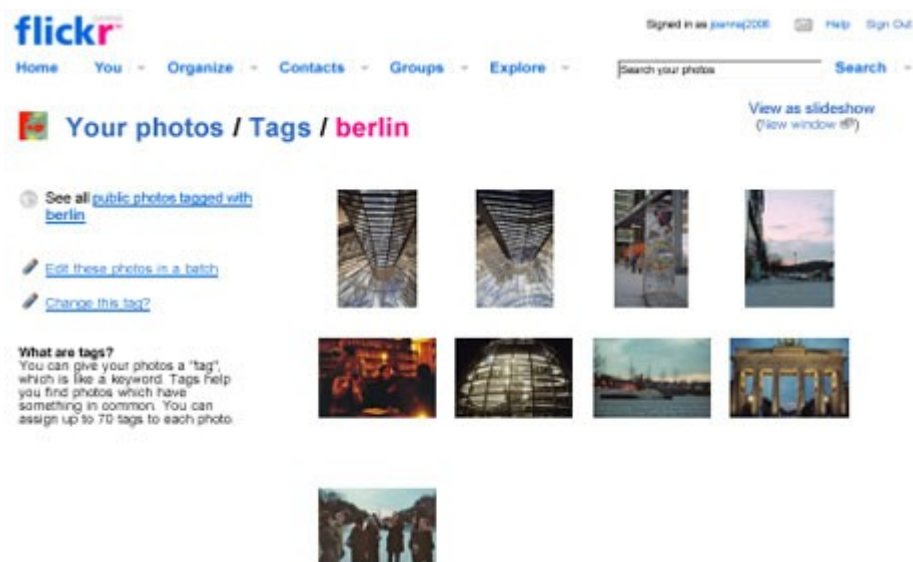 flickr
Signed in as joannej2006 Help Sign Out
Home You Organize Contacts Groups Explore Search your photos Search
Your photos / Tags / berlin
View as slideshow
(New window)
See all public photos tagged with
berlin
Edit these photos in a batch
Change this tag?
What are tags?
You can give your photos a "tag",
which is like a keyword. Tags help
you find photos which have
something in common. You can
assign up to 70 tags to each photo.